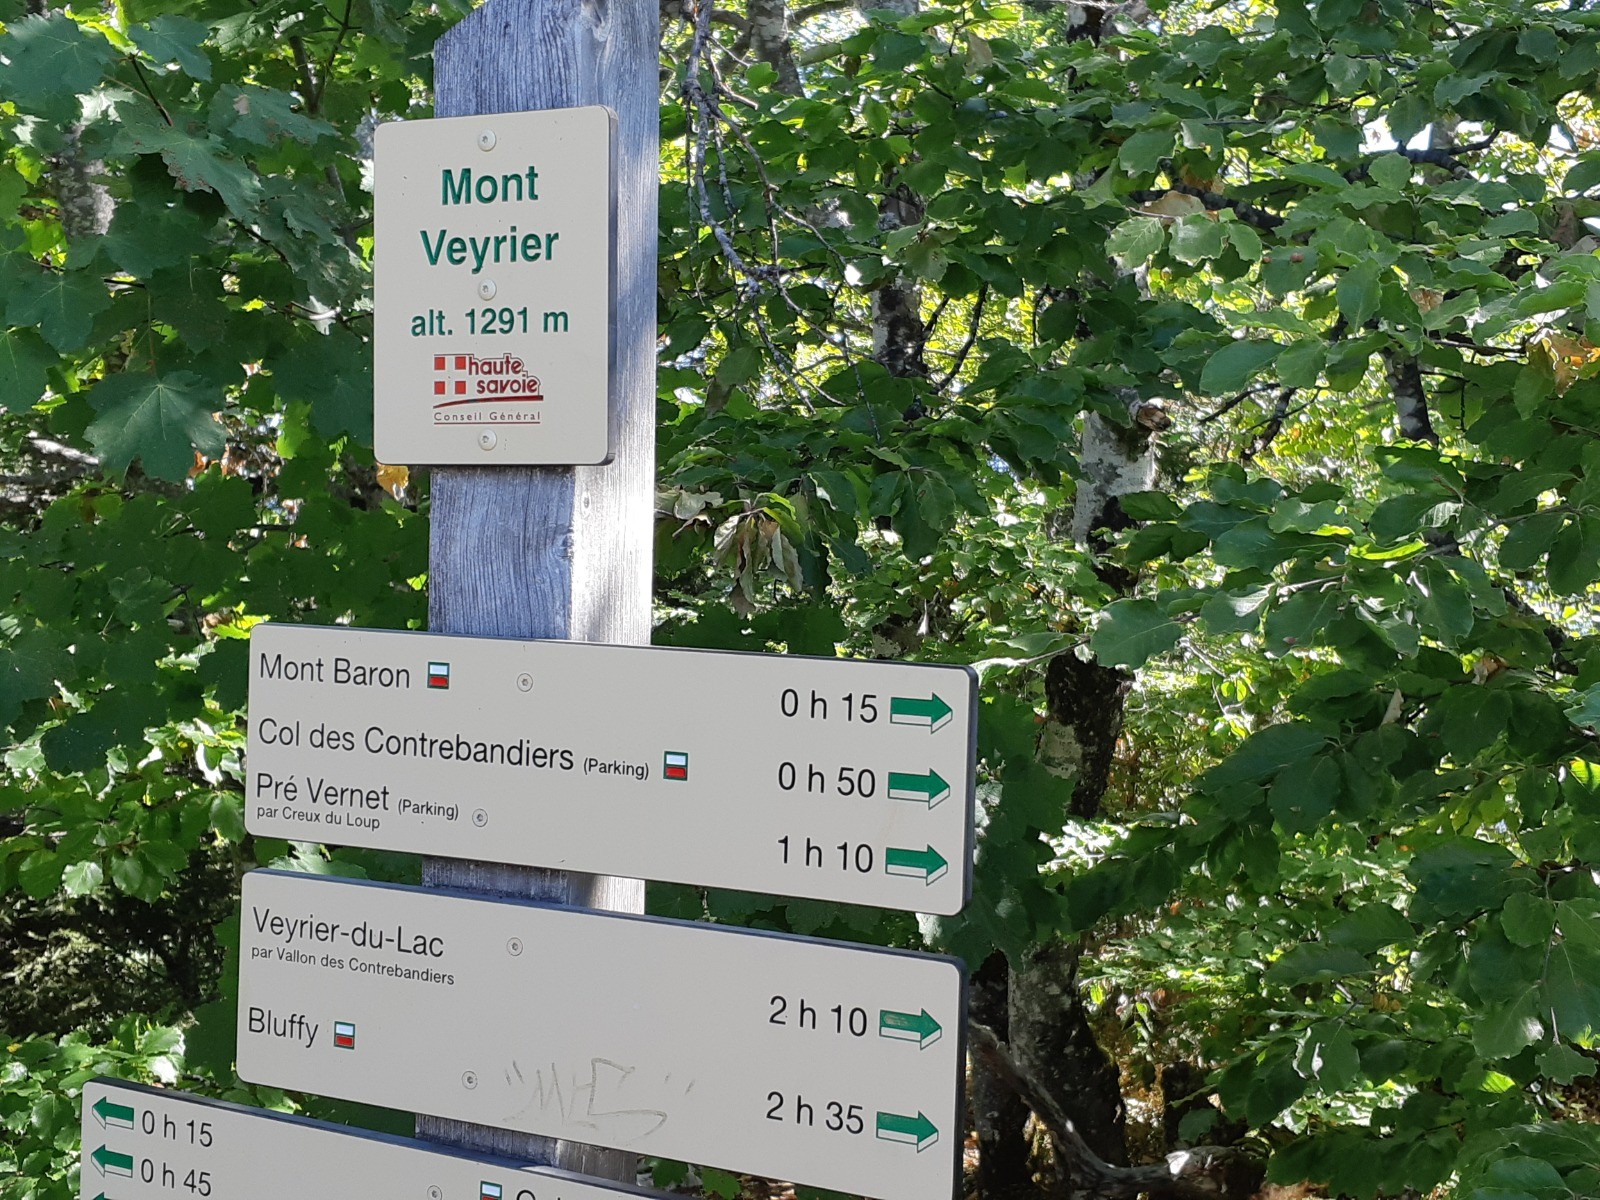 Mont
Veyrier
alt. 1291 m
haute
savoie
Conseil Général
Mont Baron 0 h 15
Col des Contrebandiers (Parking) 0 h 50
Pré Vernet (Parking) 1 h 10
par Creux du Loup
Veyrier-du-Lac 2 h 10
par Vallon des Contrebandiers
Bluffy 2 h 35
0 h 15
0 h 45